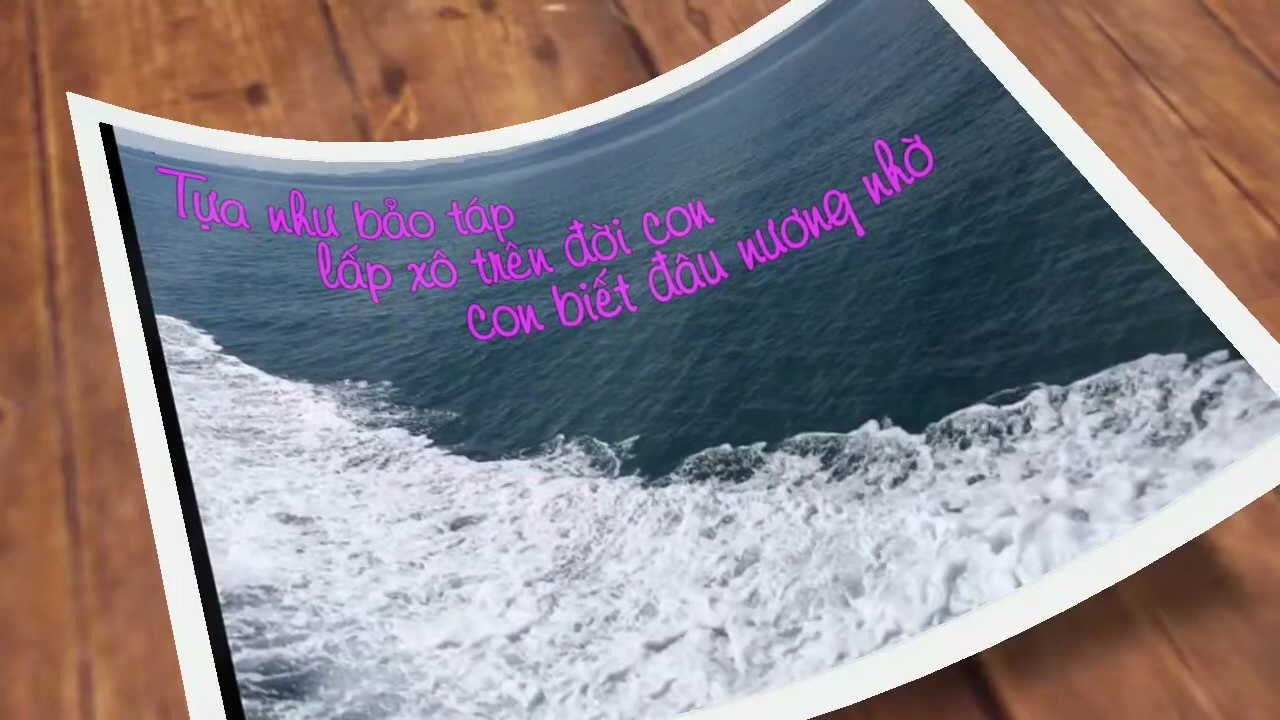 Tựa như bảo táp
lấp xô trên đời con
con biết đâu nương nhờ